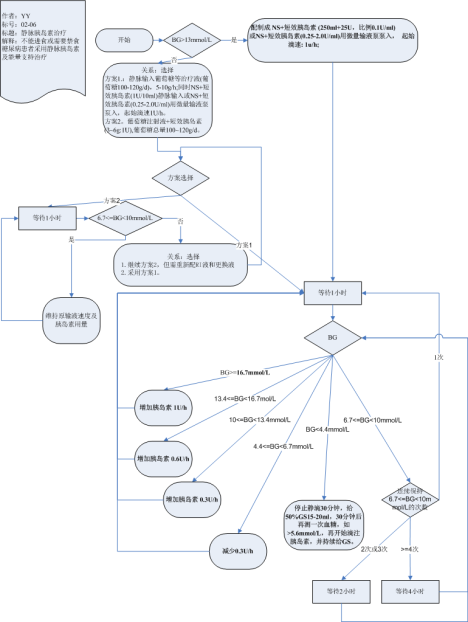 作者：YY
标号：02-06
标题：静脉胰岛素治疗
解释：不能进食或需要禁食
糖尿病患者采用静脉胰岛素
及能量支持治疗
开始
BG>13mmol/L
是
配制成 NS+短效胰岛素 (250ml+25U，比例0.1U/ml)
或NS+短效胰岛素(0.25-2.0U/ml)用微量输液泵泵入，起始
滴速: 1u/h；
否
关系：选择
方案1.：静脉输入葡萄糖等治疗液(葡
萄糖100-120g/d)，5-10g/h;同时NS+短
效胰岛素(1U/10ml)静脉输入或NS+短
效胰岛素(0.25-2.0U/ml)用微量输液泵
泵入，起始滴速1U/h。
方案2。葡萄糖注射液+短效胰岛素
(3~6g:1U),葡萄糖总量100~120g/d。
方案选择
方案2
等待1小时
6.7<=BG<10mmol/L
否
方案1
是
关系：选择
1. 继续方案2，但需重新配制液和更换液
2. 采用方案1。
等待1小时
维持原输液速度及
胰岛素用量
BG
1次
BG>=16.7mmol/L
13.4<=BG<16.7mmol/L
6.7<=BG<10mmol/L
增加胰岛素 1U/h
10<=BG<13.4mmol/L
BG<4.4mmol/L
4.4<=BG<6.7mmol/L
增加胰岛素 0.6U/h
连续保持
6.7<=BG<10m
mol/L的次数
增加胰岛素 0.3U/h
停止静滴30分钟，给
50%GS15-20ml，30分钟后
再测一次血糖，如
>5.6mmol/L，再开始滴注
胰岛素，并持续给GS。
减少0.3U/h
2次或3次
>=4次
等待2小时
等待4小时